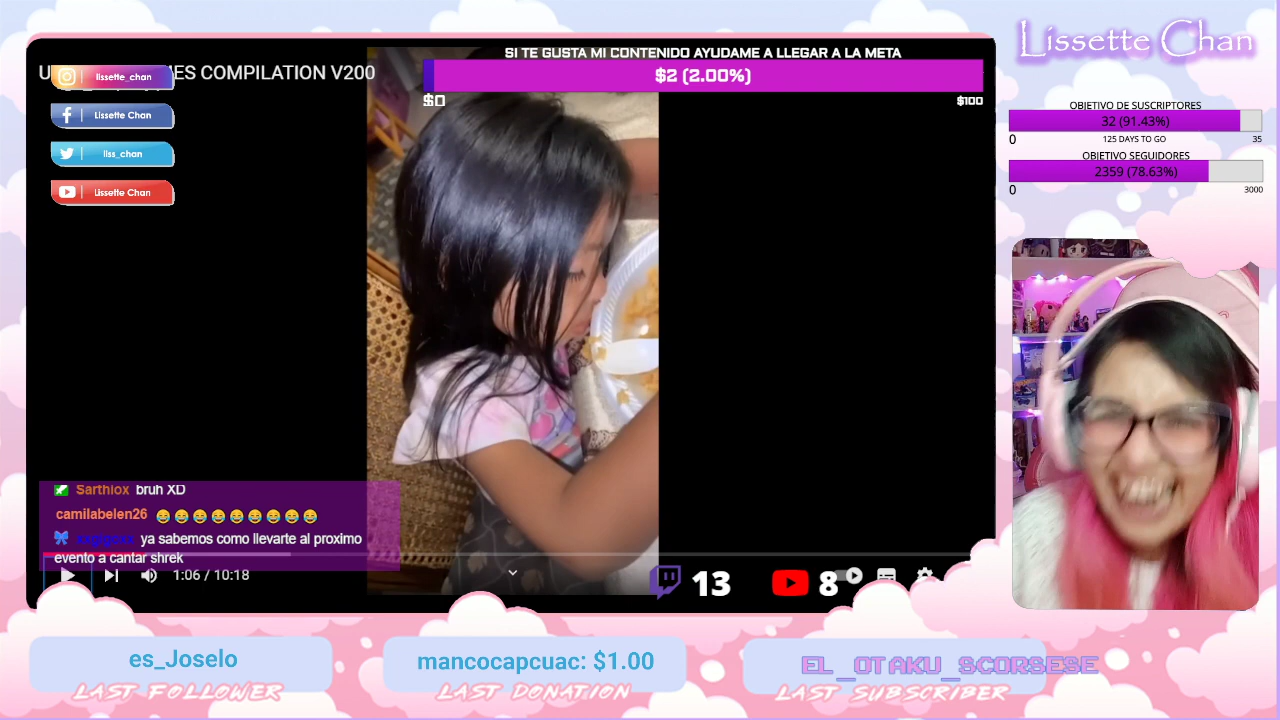 Lissette Chan
SI TE GUSTA MI CONTENIDO AYUDAME A LLEGAR A LA META
$2 (2.00%)
$0
$100
ES COMPILATION V200
lissette_chan
Lissette Chan
liss_chan
Lissette Chan
OBJETIVO DE SUSCRIPTORES
32 (91.43%)
0
125 DAYS TO GO
35
OBJETIVO SEGUIDORES
2359 (78.63%)
0
3000
Sarthiox bruh XD
camilabelen26
ya sabemos como llevarte al proximo
evento a cantar shrek
1:06 / 10:18
13
8
es_Joselo
LAST FOLLOWER
mancocapcuac: $1.00
LAST DONATION
EL_OTAKU_SCORSESE
LAST SUBSCRIBER